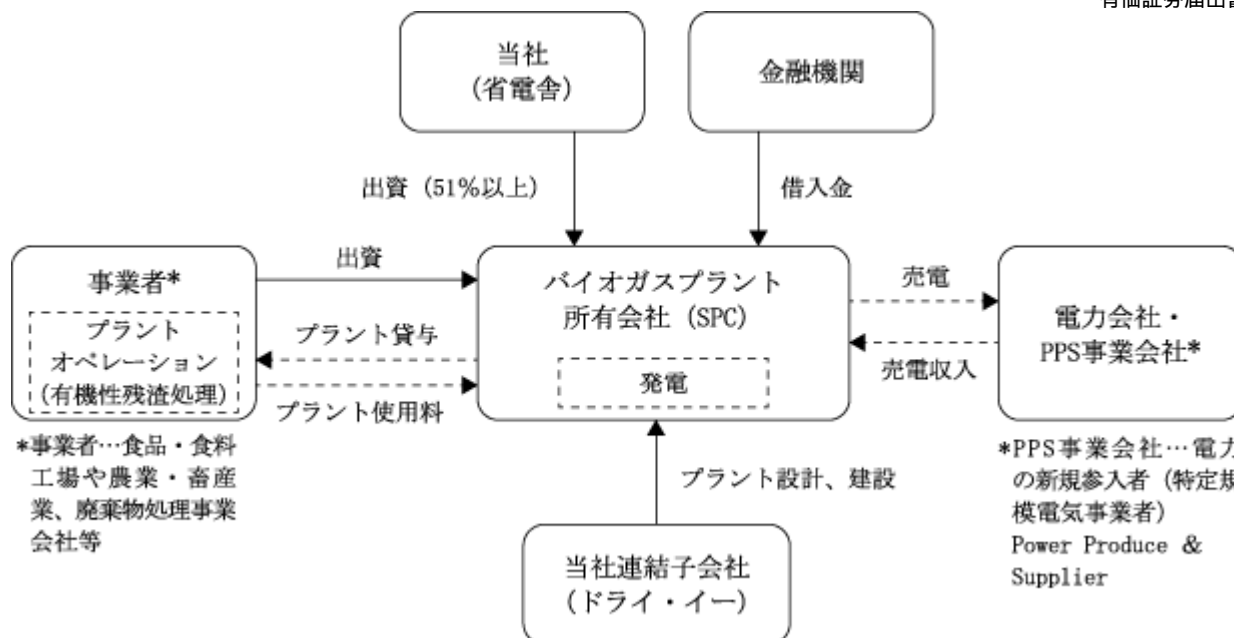 当社
(省電舎)
金融機関
出資 (51%以上)
借入金
事業者*
プラント
オペレーション
(有機性残渣処理)
出資
プラント貸与
プラント使用料
バイオガスプラント
所有会社 (SPC)
発電
売電
売電収入
電力会社・
PPS事業会社*
*事業者…食品・食料
工場や農業・畜産
業、廃棄物処理事業
会社等
プラント設計、建設
*PPS事業会社…電力
の新規参入者 (特定規
模電気事業者)
Power Produce &
Supplier
当社連結子会社
(ドライ・イー)